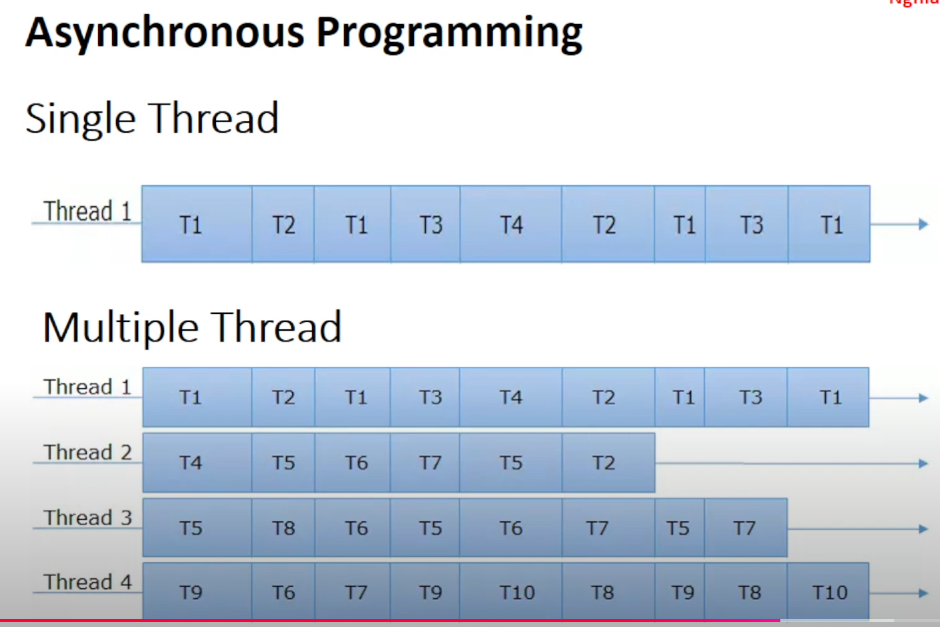 Asynchronous Programming
Single Thread
Thread 1 T1 T2 T1 T3 T4 T2 T1 T3 T1
Multiple Thread
Thread 1 T1 T2 T1 T3 T4 T2 T1 T3 T1
Thread 2 T4 T5 T6 T7 T5 T2
Thread 3 T5 T8 T6 T5 T6 T7 T5 T7
Thread 4 T9 T6 T7 T9 T10 T8 T9 T8 T10